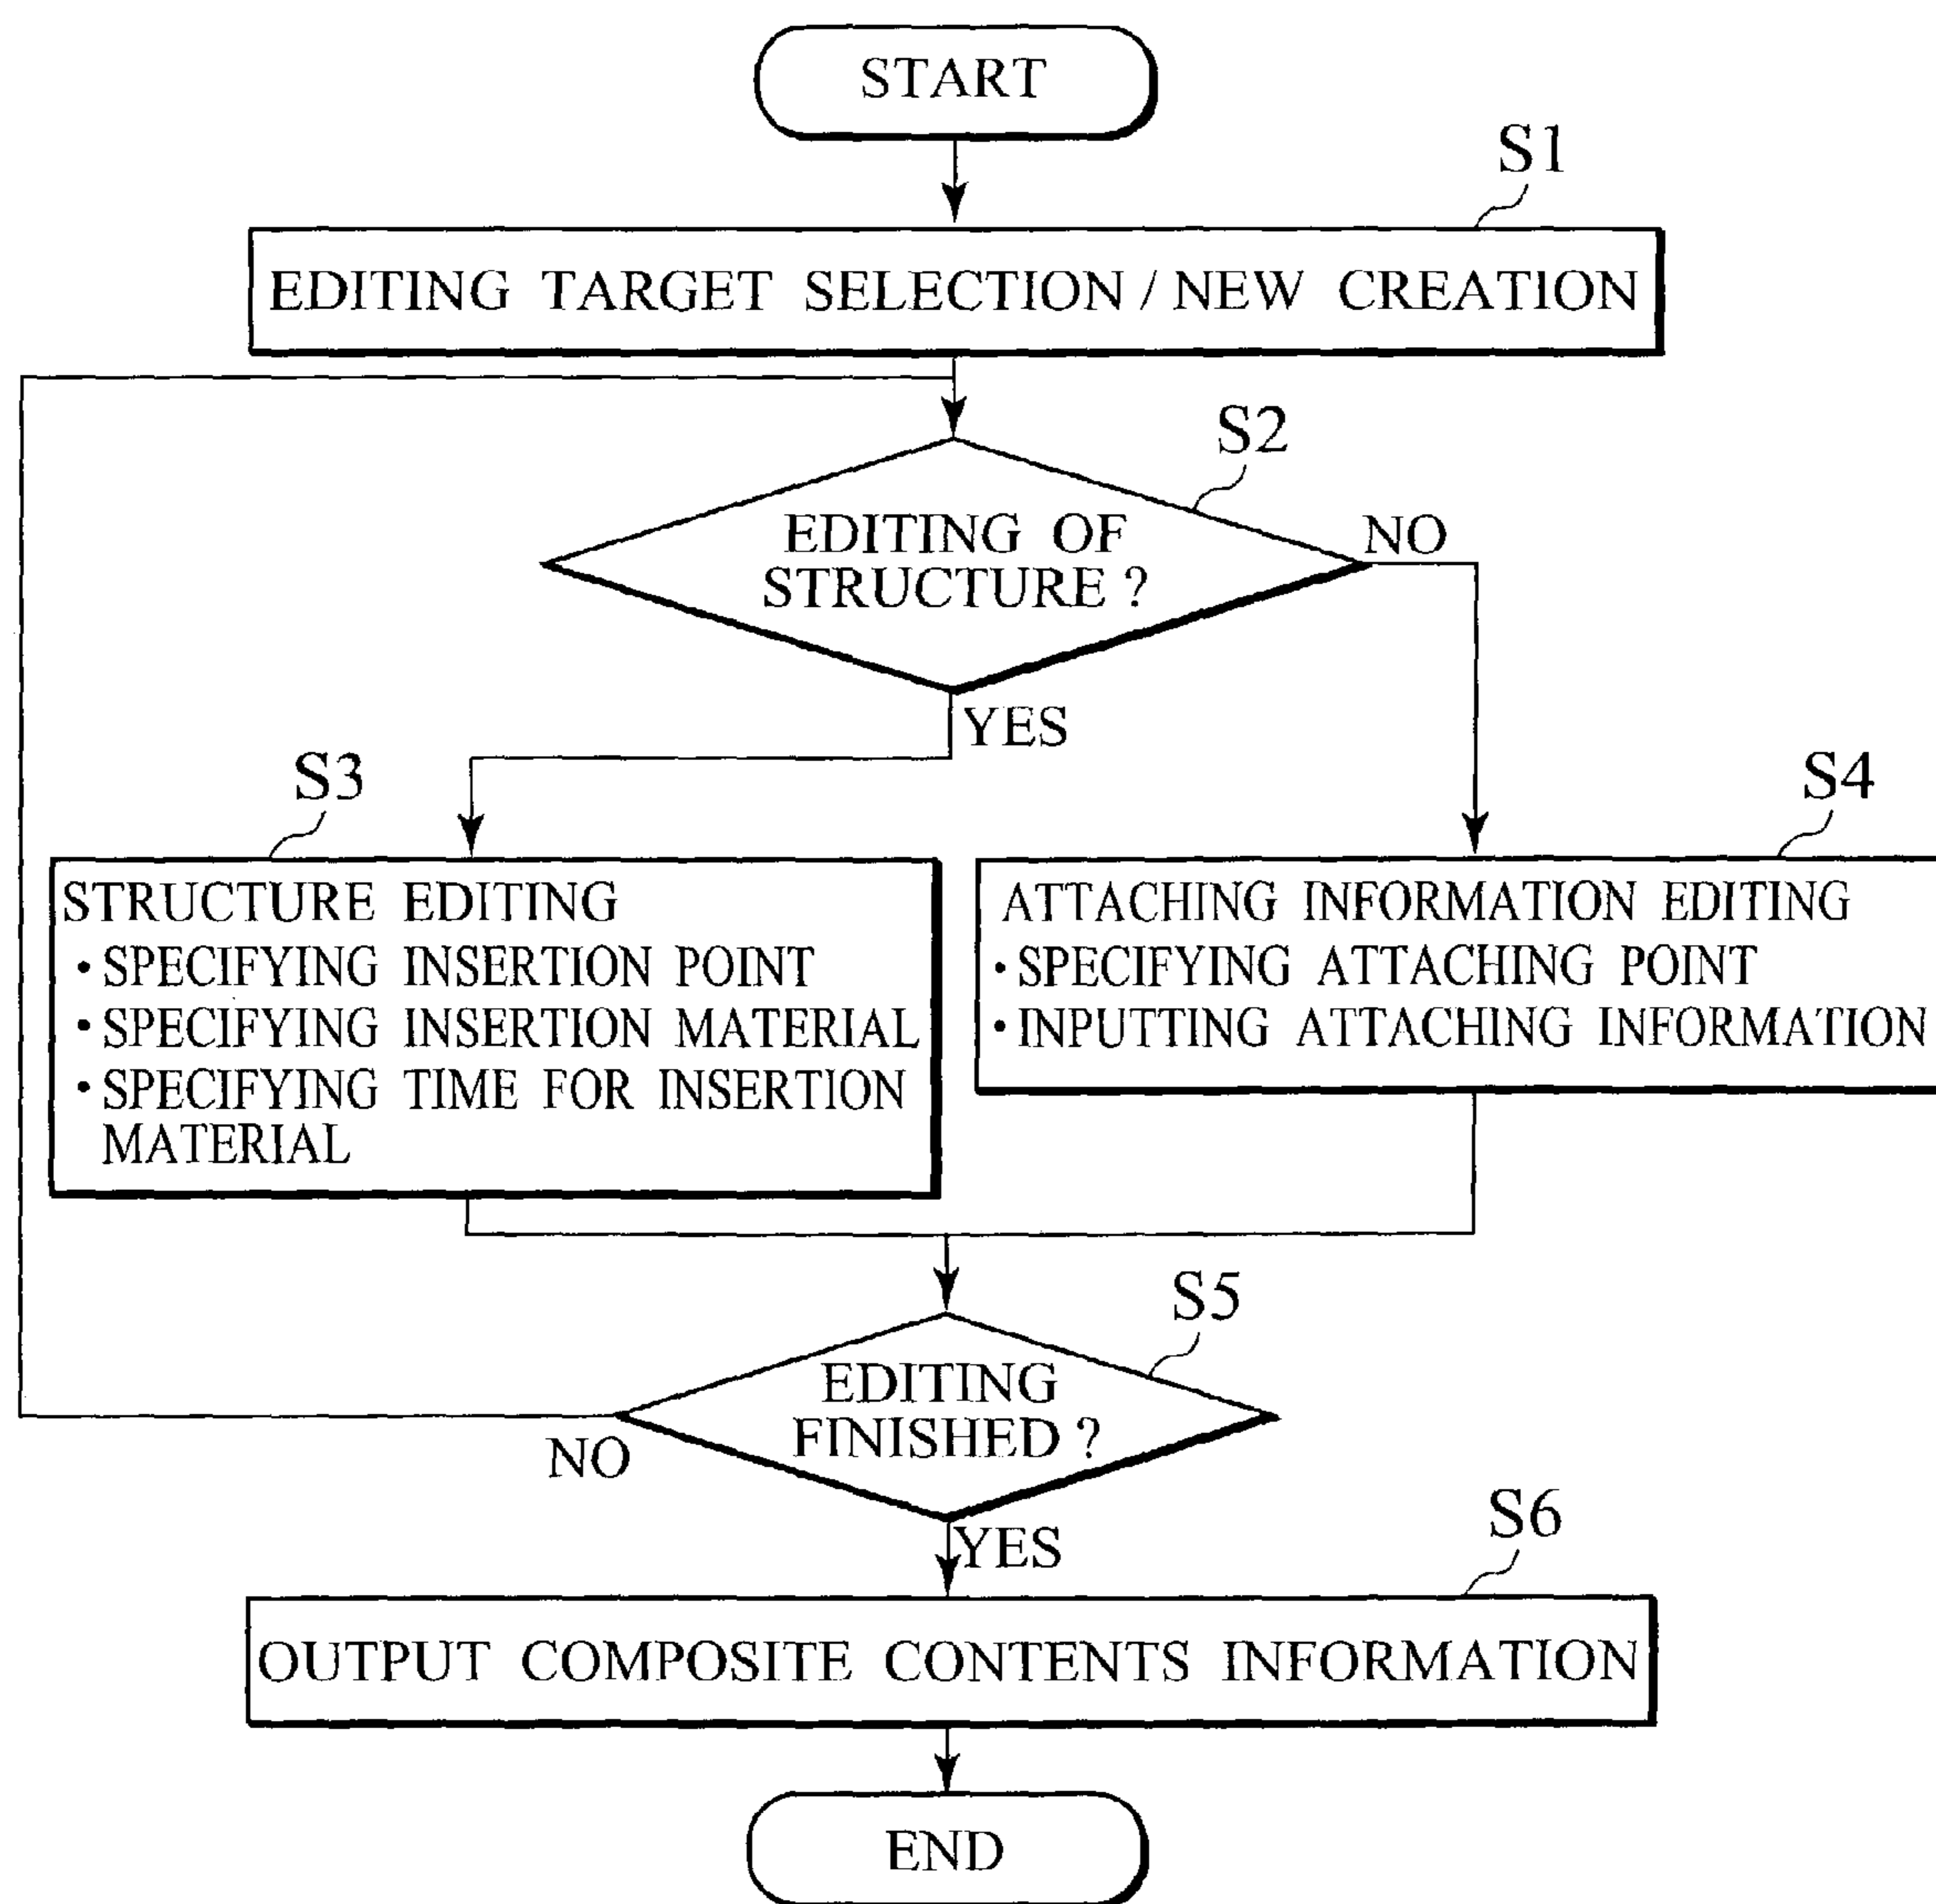 START
S1
EDITING TARGET SELECTION / NEW CREATION
S2
EDITING OF
STRUCTURE ?
NO
YES
S3
STRUCTURE EDITING
・SPECIFYING INSERTION POINT
・SPECIFYING INSERTION MATERIAL
・SPECIFYING TIME FOR INSERTION
MATERIAL
S4
ATTACHING INFORMATION EDITING
・SPECIFYING ATTACHING POINT
・INPUTTING ATTACHING INFORMATION
S5
EDITING
FINISHED ?
NO
YES
S6
OUTPUT COMPOSITE CONTENTS INFORMATION
END